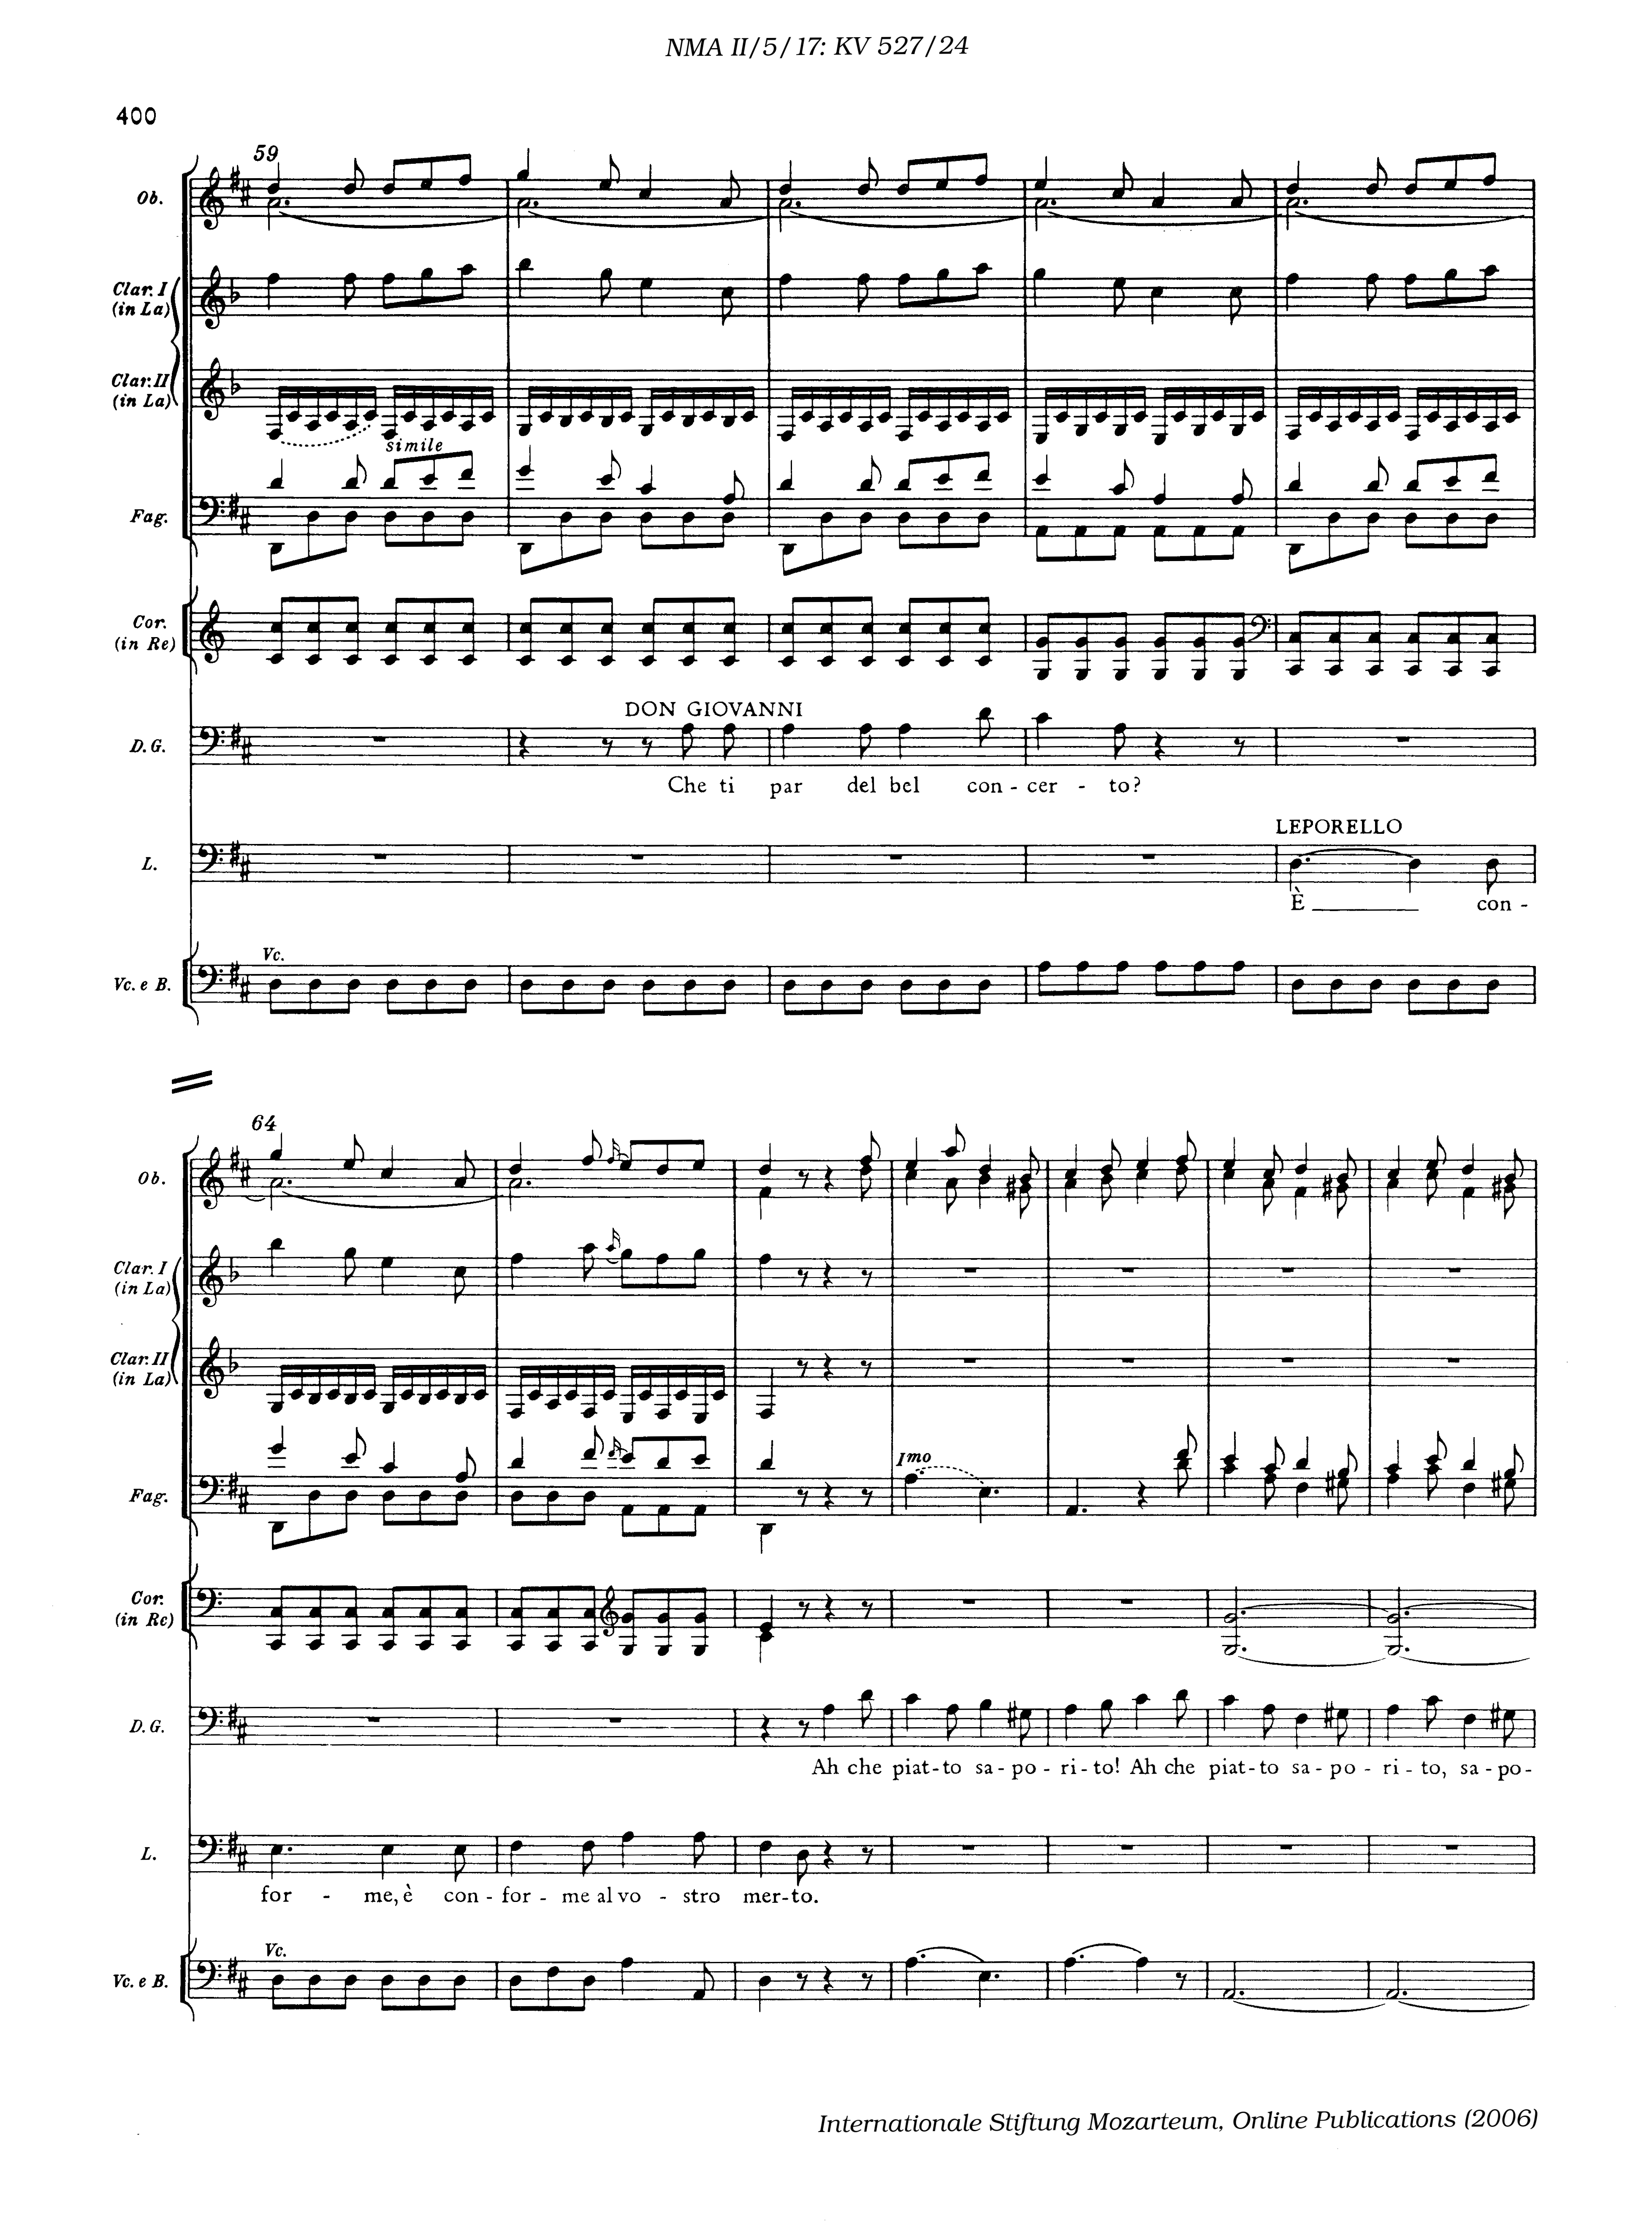 NMA II/5/17: KV 527/24
400
59
Ob.
Clar. I
(in La)
Clar. II
(in La)
simile
Fag.
Cor.
(in Re)
DON GIOVANNI
D. G.
Che ti par del bel con - cer - to?
LEPORELLO
L.
È con -
Vc.
Vc. e B.
64
Ob.
Clar. I
(in La)
Clar. II
(in La)
Imo
Fag.
Cor.
(in Re)
D. G.
Ah che piat - to sa - po - ri - to! Ah che piat - to sa - po - ri - to, sa - po -
L.
for - me, è con - for - me al vo - stro mer - to.
Vc.
Vc. e B.
Internationale Stiftung Mozarteum, Online Publications (2006)